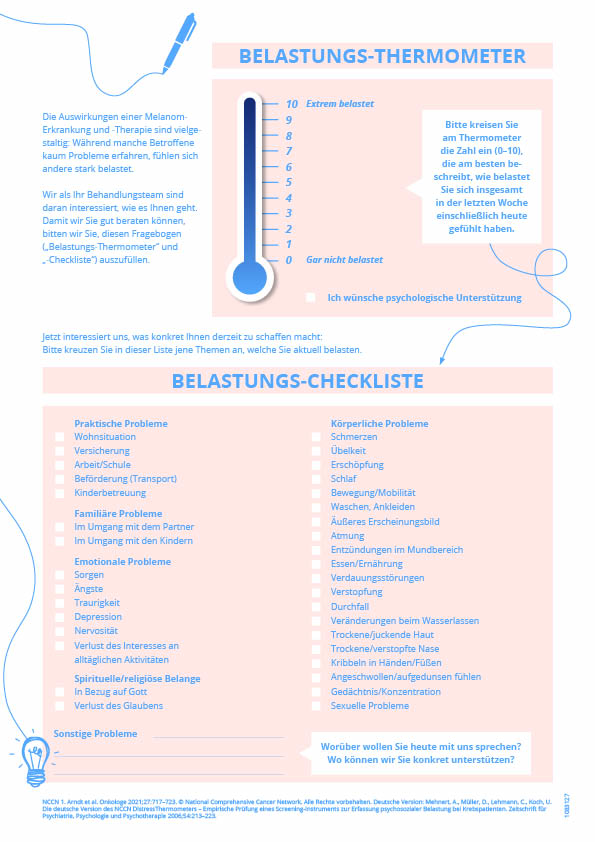 BELASTUNGS-THERMOMETER
Die Auswirkungen einer Melanom-
Erkrankung und -Therapie sind vielge-
staltig: Während manche Betroffene
kaum Probleme erfahren, fühlen sich
andere stark belastet.
Wir als Ihr Behandlungsteam sind
daran interessiert, wie es Ihnen geht.
Damit wir Sie gut beraten können,
bitten wir Sie, diesen Fragebogen
(„Belastungs-Thermometer“ und
„ -Checkliste“) auszufüllen.
10 Extrem belastet
9
8
7
6
5
4
3
2
1
0 Gar nicht belastet
Bitte kreisen Sie
am Thermometer
die Zahl ein (0–10),
die am besten be-
schreibt, wie belastet
Sie sich insgesamt
in der letzten Woche
einschließlich heute
gefühlt haben.
Ich wünsche psychologische Unterstützung
Jetzt interessiert uns, was konkret Ihnen derzeit zu schaffen macht:
Bitte kreuzen Sie in dieser Liste jene Themen an, welche Sie aktuell belasten.
BELASTUNGS-CHECKLISTE
Praktische Probleme
Wohnsituation
Versicherung
Arbeit/Schule
Beförderung (Transport)
Kinderbetreuung
Familiäre Probleme
Im Umgang mit dem Partner
Im Umgang mit den Kindern
Emotionale Probleme
Sorgen
Ängste
Traurigkeit
Depression
Nervosität
Verlust des Interesses an
alltäglichen Aktivitäten
Spirituelle/religiöse Belange
In Bezug auf Gott
Verlust des Glaubens
Körperliche Probleme
Schmerzen
Übelkeit
Erschöpfung
Schlaf
Bewegung/Mobilität
Waschen, Ankleiden
Äußeres Erscheinungsbild
Atmung
Entzündungen im Mundbereich
Essen/Ernährung
Verdauungsstörungen
Verstopfung
Durchfall
Veränderungen beim Wasserlassen
Trockene/juckende Haut
Trockene/verstopfte Nase
Kribbeln in Händen/Füßen
Angeschwollen/aufgedunsen fühlen
Gedächtnis/Konzentration
Sexuelle Probleme
Sonstige Probleme
Worüber wollen Sie heute mit uns sprechen?
Wo können wir Sie konkret unterstützen?
NCCN 1. Arndt et al. Onkologe 2021;27:717–723. © National Comprehensive Cancer Network, Alle Rechte vorbehalten. Deutsche Version: Mehnert, A., Müller, D., Lehmann, C., Koch, U.
Die deutsche Version des NCCN DistressThermometers – Empirische Prüfung eines Screening-Instruments zur Erfassung psychosozialer Belastung bei Krebspatienten. Zeitschrift für
Psychiatrie, Psychologie und Psychotherapie 2006;54:213–223.
1088127